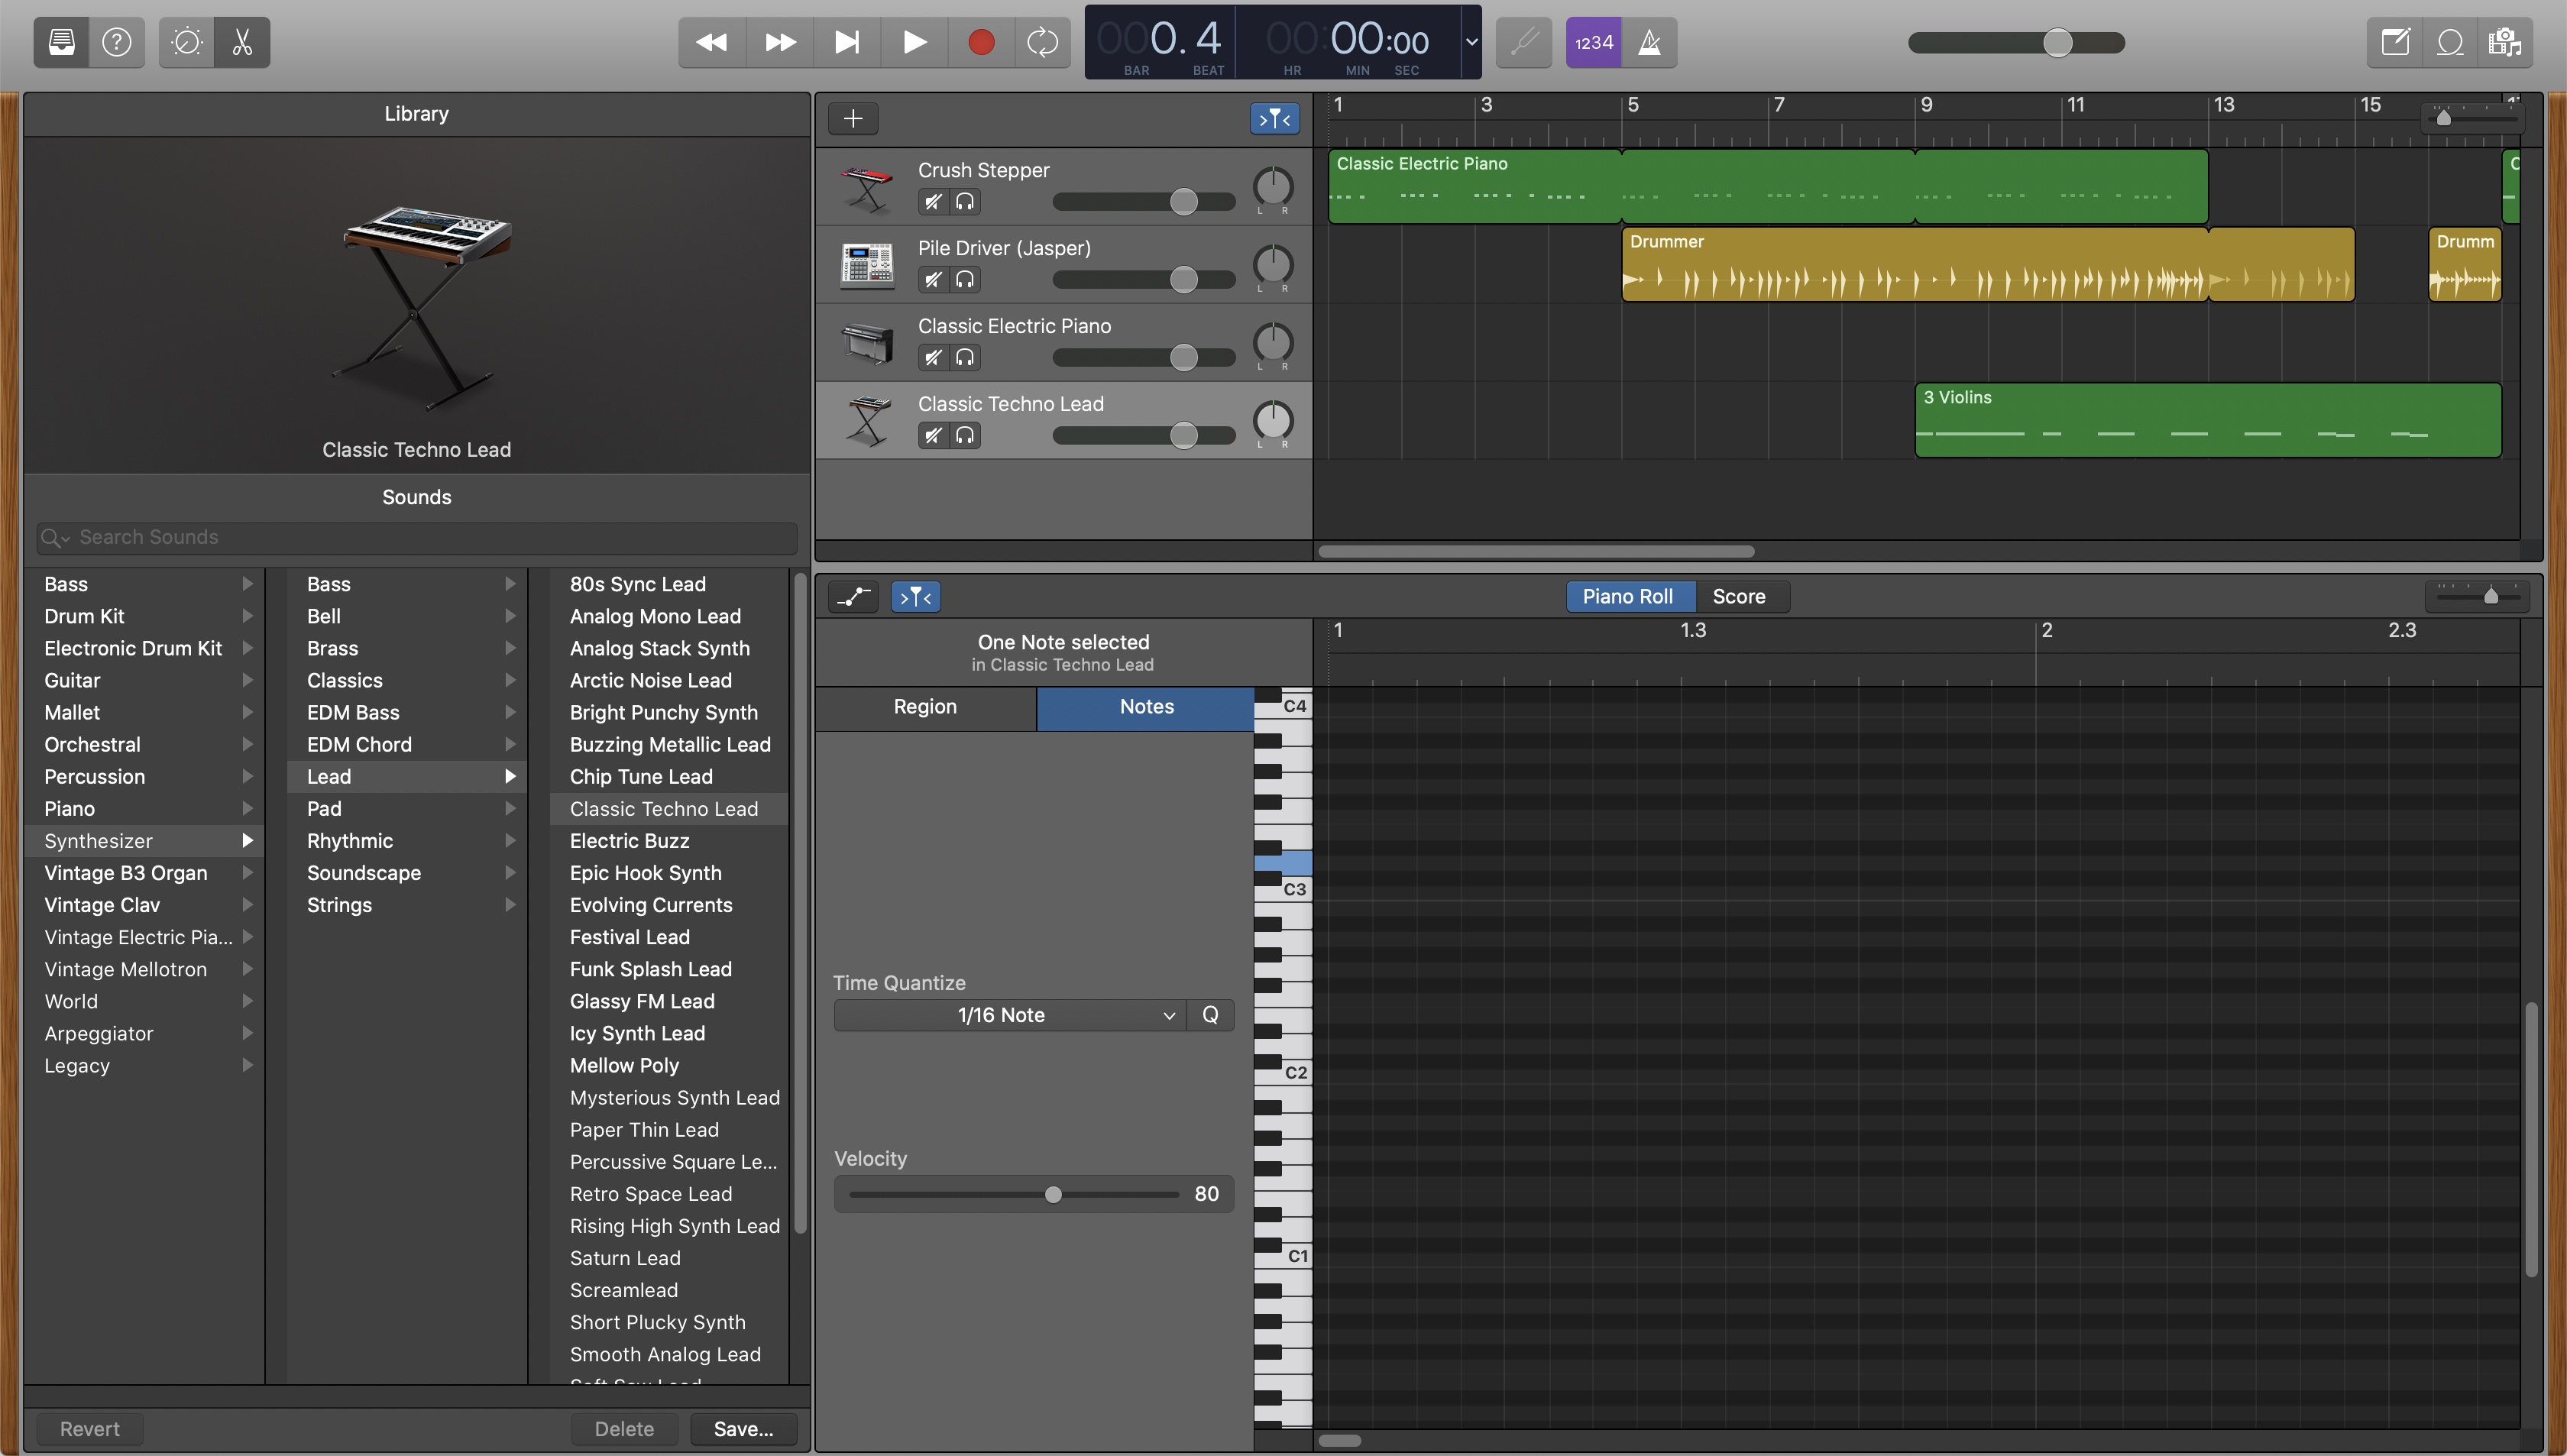 000. 4
00:00:00
BAR BEAT HR MIN SEC
1234
Library
Classic Techno Lead
Sounds
Search Sounds
Bass
Drum Kit
Electronic Drum Kit
Guitar
Mallet
Orchestral
Percussion
Piano
Synthesizer
Vintage B3 Organ
Vintage Clav
Vintage Electric Pia...
Vintage Mellotron
World
Arpeggiator
Legacy
Bass
Bell
Brass
Classics
EDM Bass
EDM Chord
Lead
Pad
Rhythmic
Soundscape
Strings
80s Sync Lead
Analog Mono Lead
Analog Stack Synth
Arctic Noise Lead
Bright Punchy Synth
Buzzing Metallic Lead
Chip Tune Lead
Classic Techno Lead
Electric Buzz
Epic Hook Synth
Evolving Currents
Festival Lead
Funk Splash Lead
Glassy FM Lead
Icy Synth Lead
Mellow Poly
Mysterious Synth Lead
Paper Thin Lead
Percussive Square Le...
Retro Space Lead
Rising High Synth Lead
Saturn Lead
Screamlead
Short Plucky Synth
Smooth Analog Lead
Revert
Delete
Save...
1 3 5 7 9 11 13 15
Crush Stepper
L R
Pile Driver (Jasper)
L R
Classic Electric Piano
L R
Classic Techno Lead
L R
Classic Electric Piano
C
Drummer
Drumm
3 Violins
Piano Roll
Score
One Note selected
in Classic Techno Lead
1 1.3 2 2.3
Region
Notes
Time Quantize
1/16 Note
Q
Velocity
80
C4
C3
C2
C1